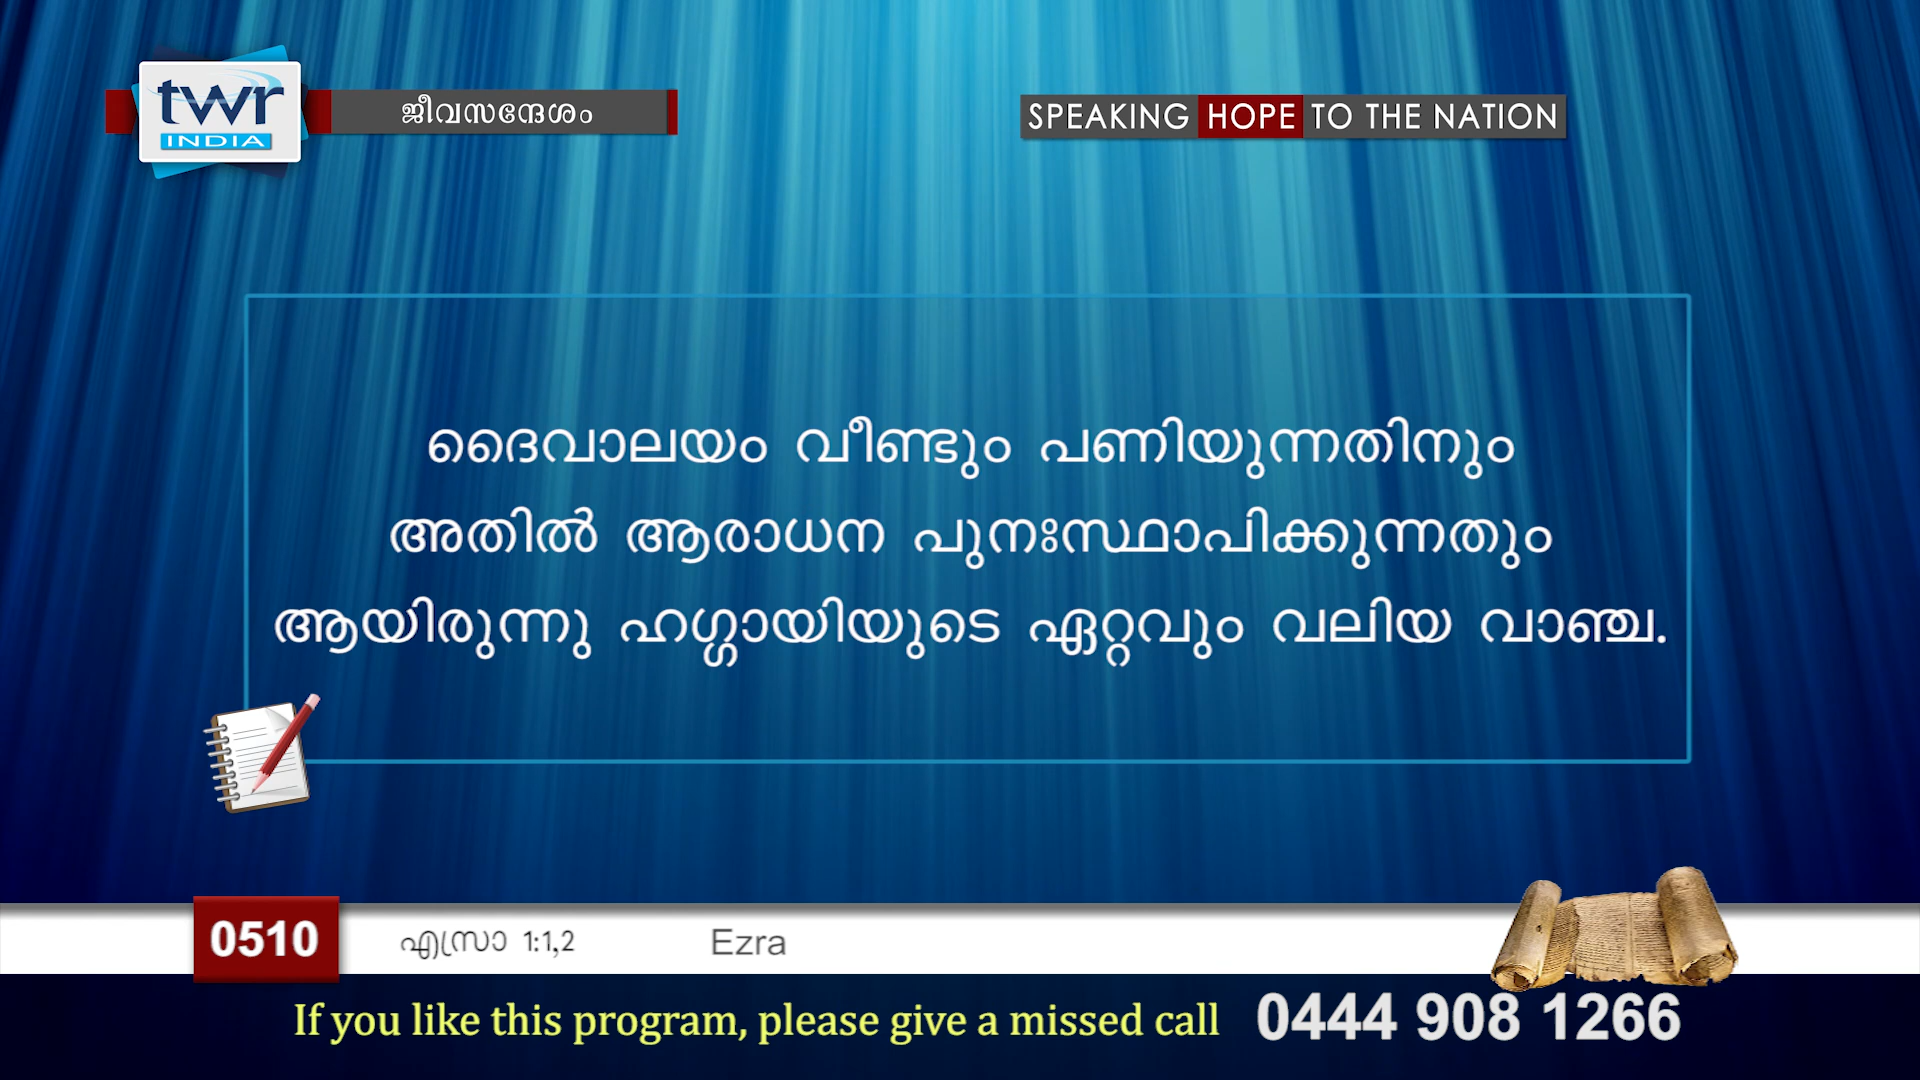 twr
INDIA
ജീവസന്ദേശം
SPEAKING HOPE TO THE NATION
ദൈവാലയം വീണ്ടും പണിയുന്നതിനും
അതിൽ ആരാധന പുനഃസ്ഥാപിക്കുന്നതും
ആയിരുന്നു ഹഗ്ഗായിയുടെ ഏറ്റവും വലിയ വാഞ്ച.
0510
എസ്രാ 1:1,2
Ezra
If you like this program, please give a missed call 0444 908 1266